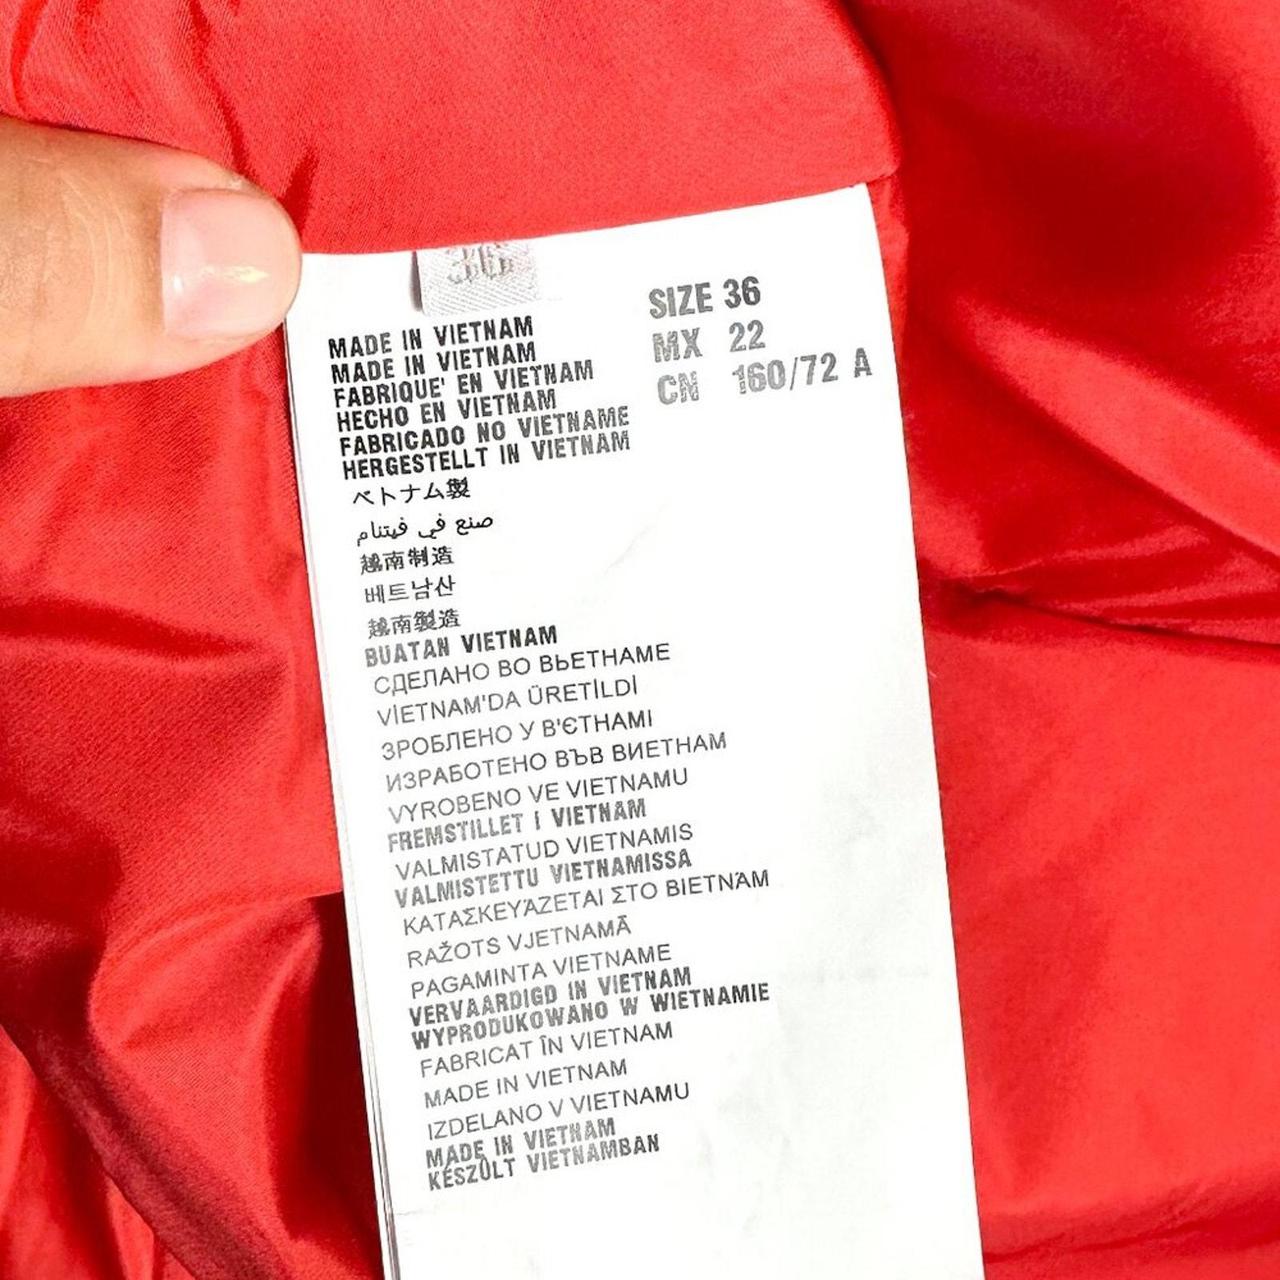 MADE IN VIETNAM
MADE IN VIETNAM
FABRIQUE' EN VIETNAM
HECHO EN VIETNAM
FABRICADO NO VIETNAME
HERGESTELLT IN VIETNAM
ベトナム製
صنع في فيتنام
越南制造
베트남산
越南製造
BUATAN VIETNAM
СДЕЛАНО ВО ВЬЕТНАМЕ
VİETNAM'DA ÜRETİLDİ
ЗРОБЛЕНО У В'ЄТНАМІ
ИЗРАБОТЕНО ВЪВ ВИЕТНАМ
VYROBENO VE VIETNAMU
FREMSTILLET I VIETNAM
VALMISTATUD VIETNAMIS
VALMISTETTU VIETNAMISSA
ΚΑΤΑΣΚΕΥΆΖΕΤΑΙ ΣΤΟ ΒΙΕΤΝΆΜ
RAŽOTS VJETNAMĀ
PAGAMINTA VIETNAME
VERVAARDIGD IN VIETNAM
WYPRODUKOWANO W WIETNAMIE
FABRICAT ÎN VIETNAM
MADE IN VIETNAM
IZDELANO V VIETNAMU
MADE IN VIETNAM
KÉSZÛLT VIETNAMBAN
SIZE 36
MX 22
CN 160/72 A